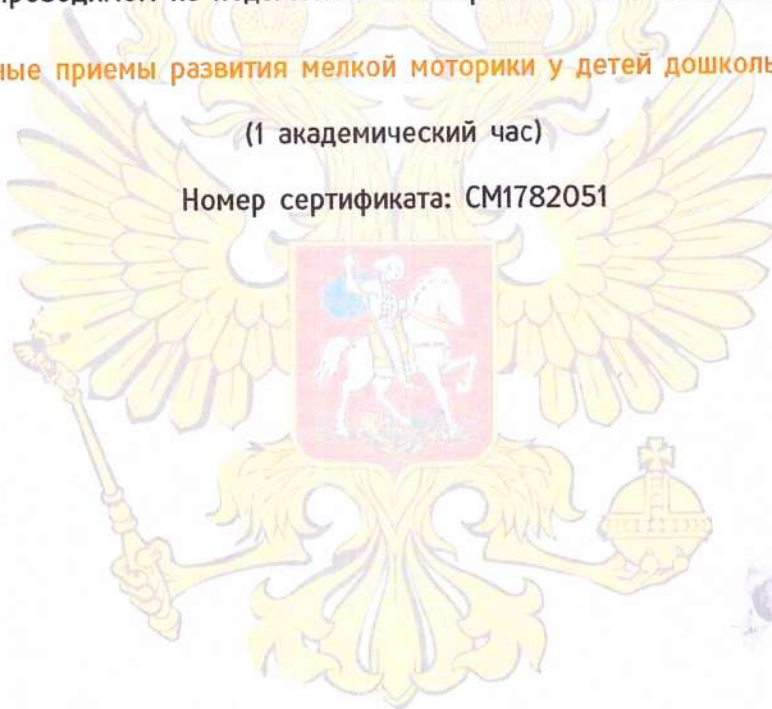 ные приемы развития мелкой моторики у детей дошколь
(1 академический час)
Номер сертификата: СМ1782051